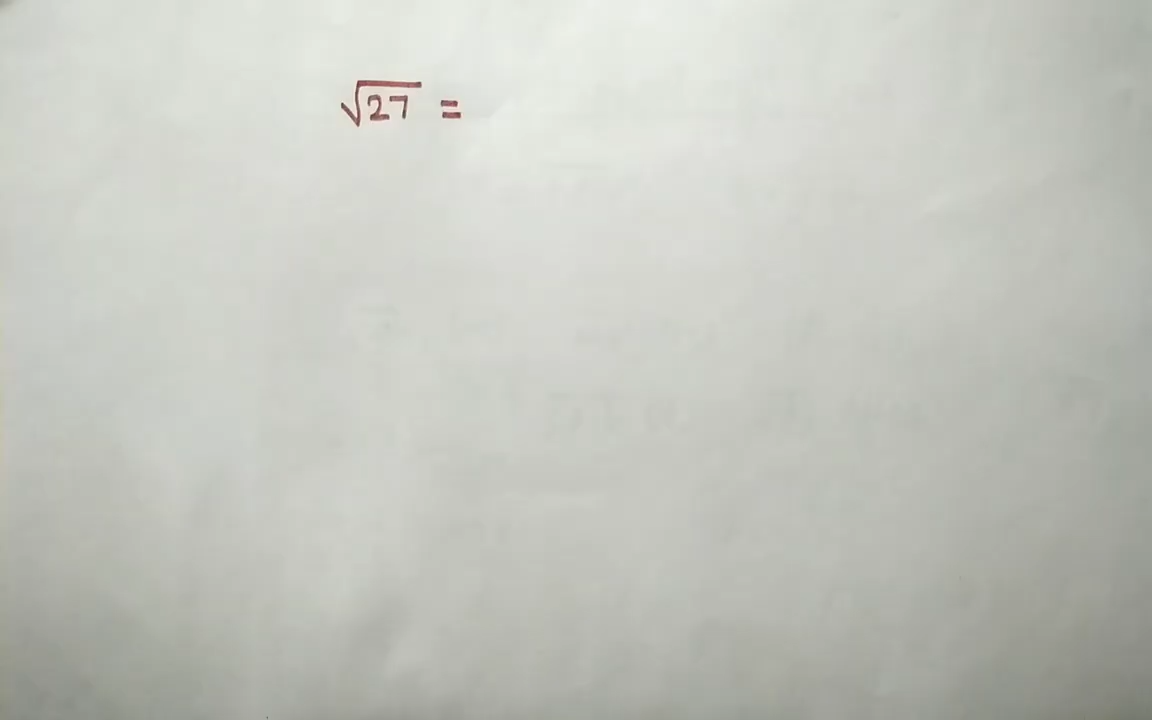 √27 =